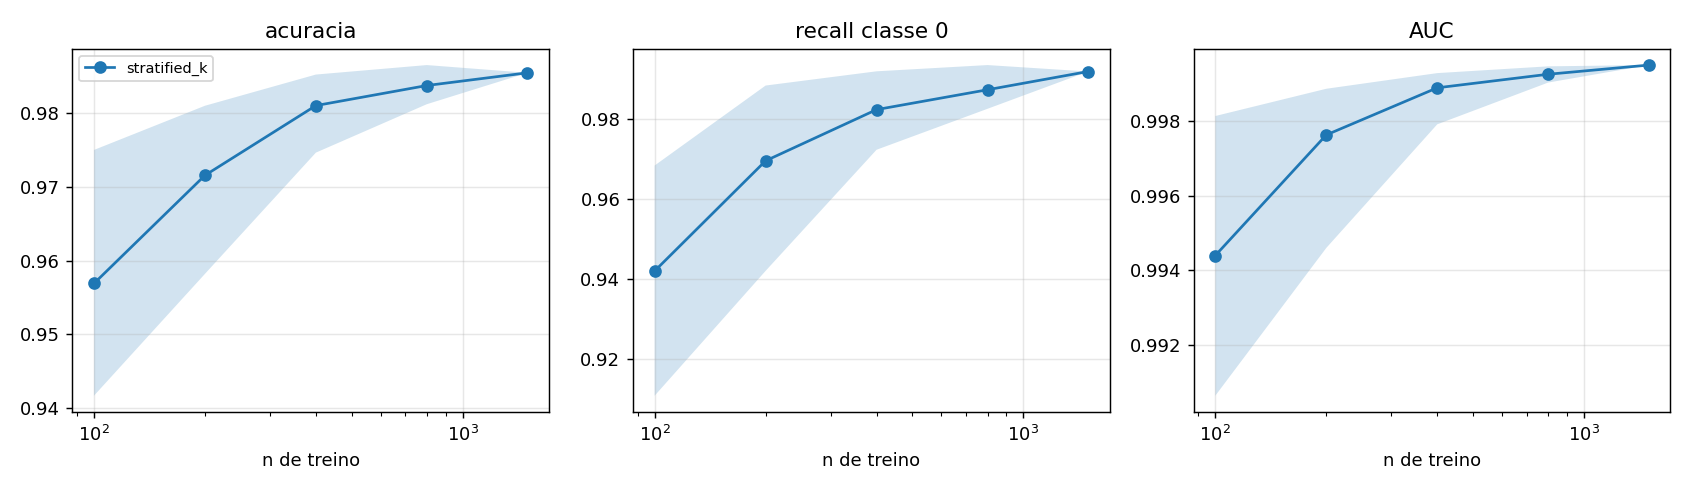 acuracia
recall classe 0
AUC
stratified_k
0.98
0.97
0.96
0.95
0.94
10²
10³
n de treino
0.98
0.96
0.94
0.92
10²
10³
n de treino
0.998
0.996
0.994
0.992
10²
10³
n de treino